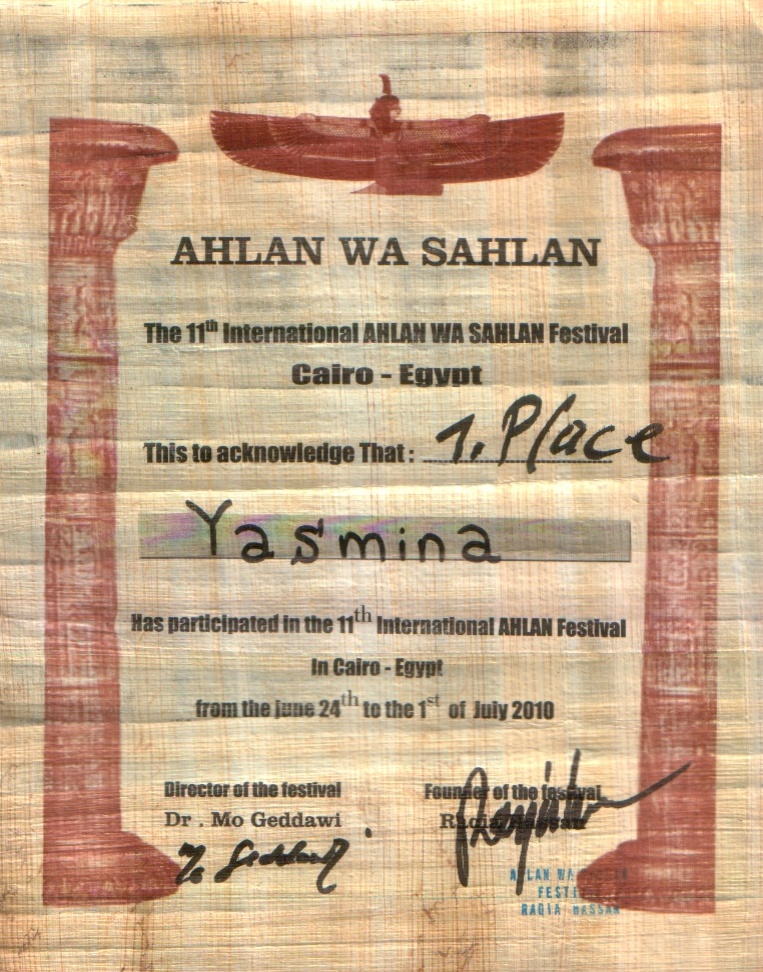 AHLAN WA SAHLAN
The 11th International AHLAN WA SAHLAN Festival
Cairo - Egypt
This to acknowledge That : 1. Place
Yasmina
Has participated in the 11th International AHLAN Festival
In Cairo - Egypt
from the june 24th to the 1st of July 2010
Director of the festival
Dr . Mo Geddawi
Mo Geddawi
Founder of the festival
Raqia Hassan
AHLAN WA SAHLAN
FESTIVAL
RAQIA HASSAN